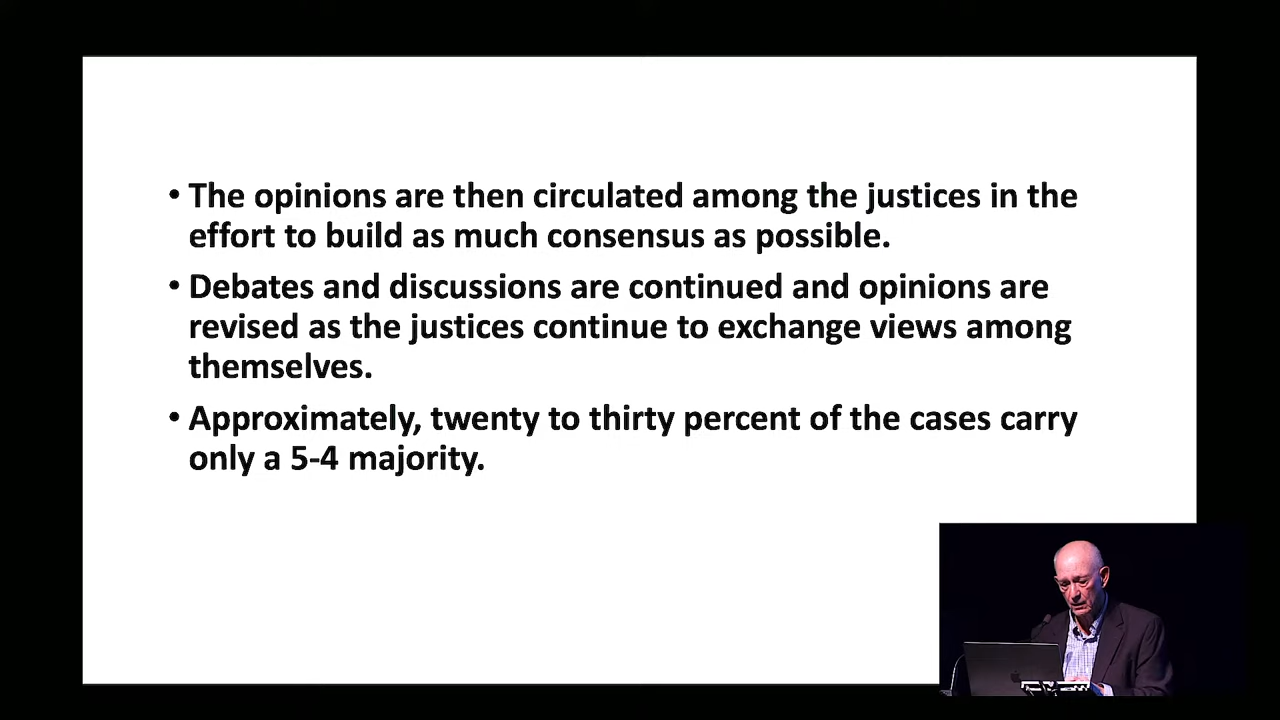 • The opinions are then circulated among the justices in the
effort to build as much consensus as possible.
• Debates and discussions are continued and opinions are
revised as the justices continue to exchange views among
themselves.
• Approximately, twenty to thirty percent of the cases carry
only a 5-4 majority.